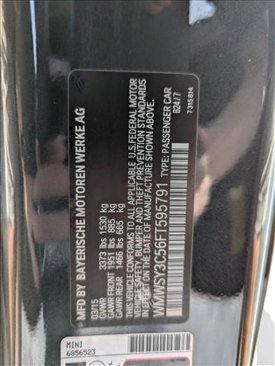 MFD BY BAYERISCHE MOTOREN WERKE AG
03/15
GVWR 3373 lbs 1530 kg
GAWR FRONT 1951 lbs 885 kg
GAWR REAR 1466 lbs 665 kg
THIS VEHICLE CONFORMS TO ALL APPLICABLE U.S. FEDERAL MOTOR
VEHICLE SAFETY, BUMPER AND THEFT PREVENTION STANDARDS
IN EFFECT ON THE DATE OF MANUFACTURE SHOWN ABOVE.
WMWSY3C56FT595791 TYPE: PASSENGER CAR
B24/7
7315814
MINI
6856523